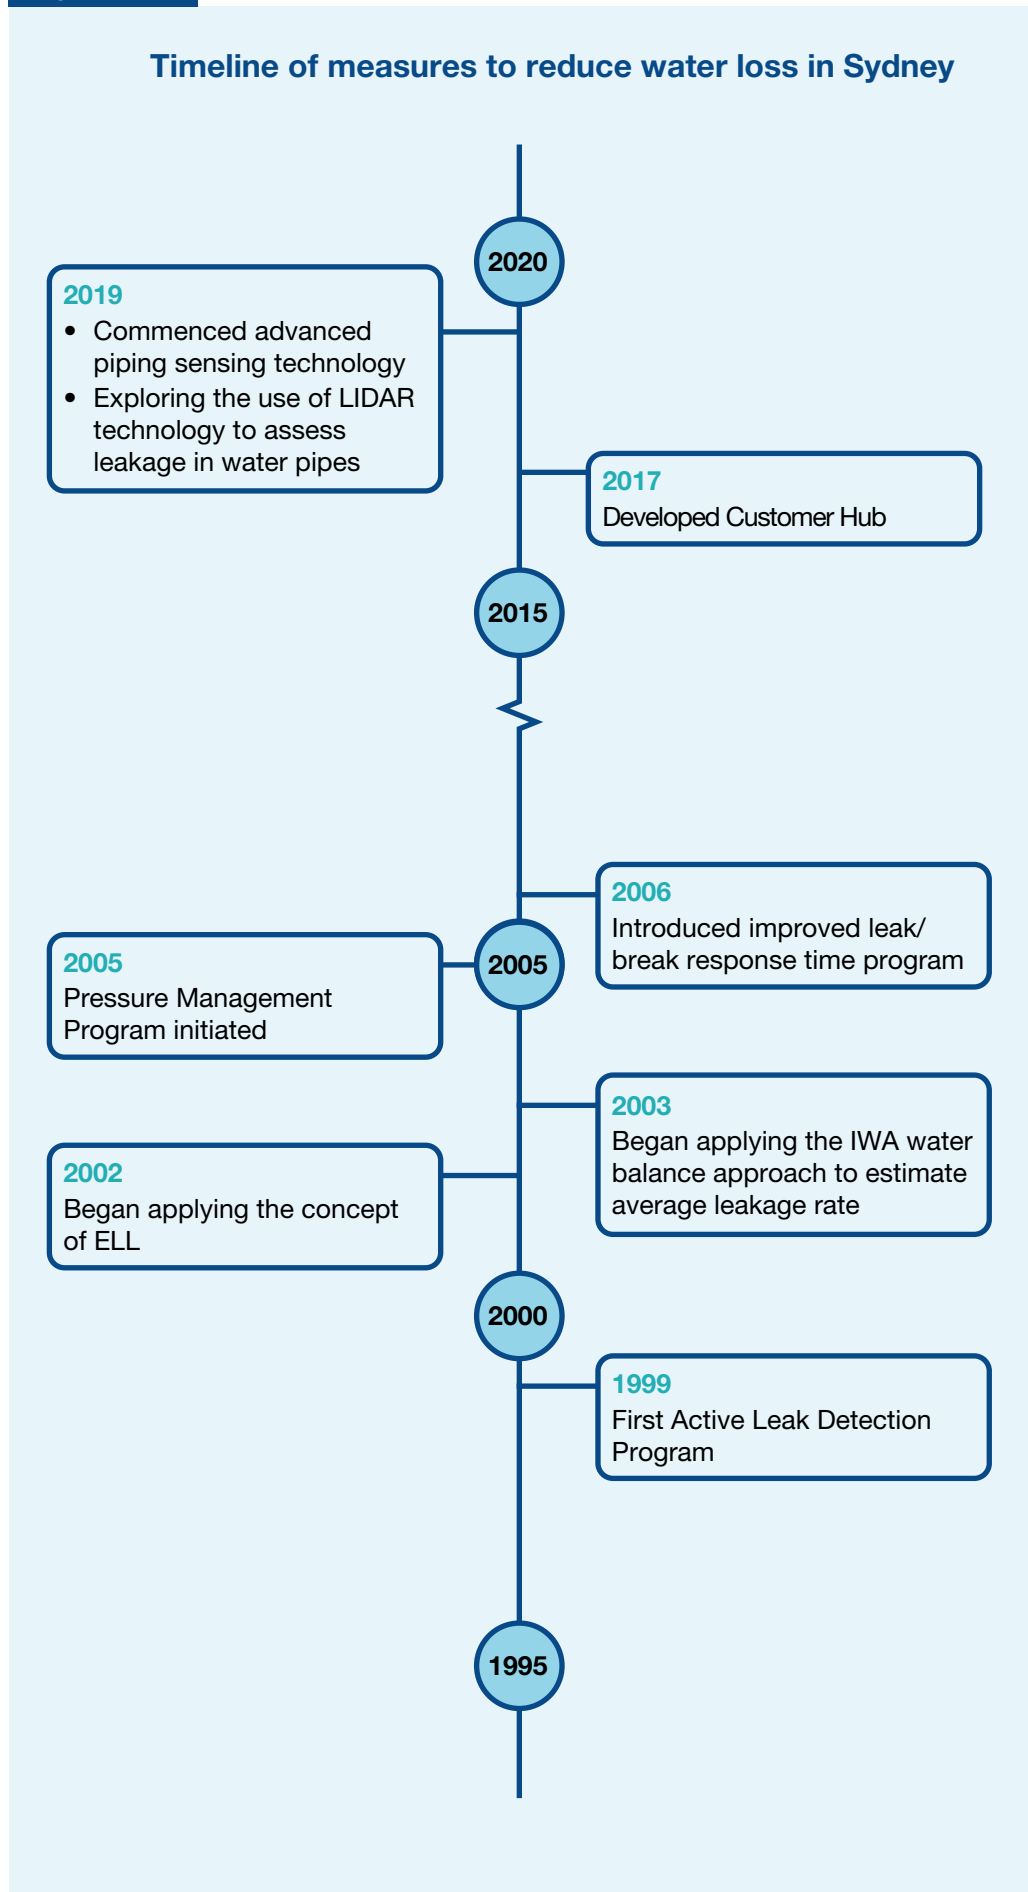 Timeline of measures to reduce water loss in Sydney
2020
2019
• Commenced advanced
piping sensing technology
• Exploring the use of LIDAR
technology to assess
leakage in water pipes
2017
Developed Customer Hub
2015
2006
Introduced improved leak/
break response time program
2005
Pressure Management
Program initiated
2005
2003
Began applying the IWA water
balance approach to estimate
average leakage rate
2002
Began applying the concept
of ELL
2000
1999
First Active Leak Detection
Program
1995